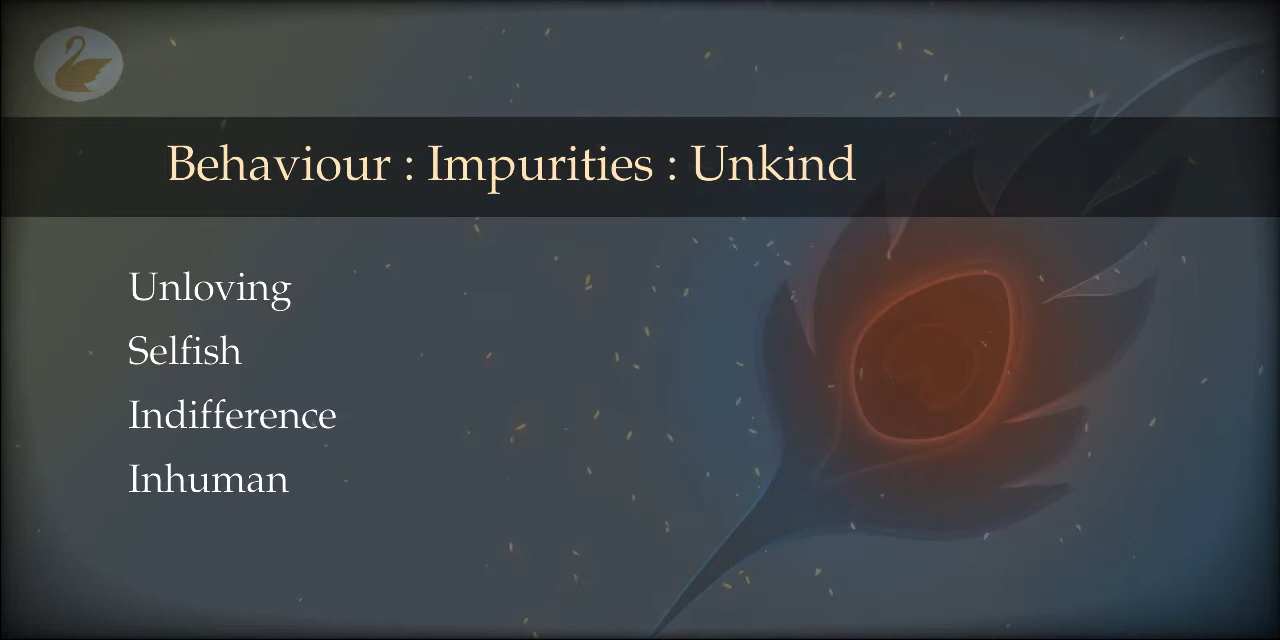 Behaviour : Impurities : Unkind
Unloving
Selfish
Indifference
Inhuman